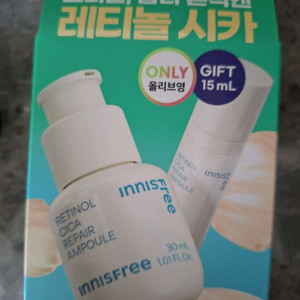 레티놀 시카
ONLY
올리브영
GIFT
15 mL
INNISFree
RETINOL
CICA
REPAIR
AMPOULE
30 mL
1.01 Fl.Oz.
INNISFree